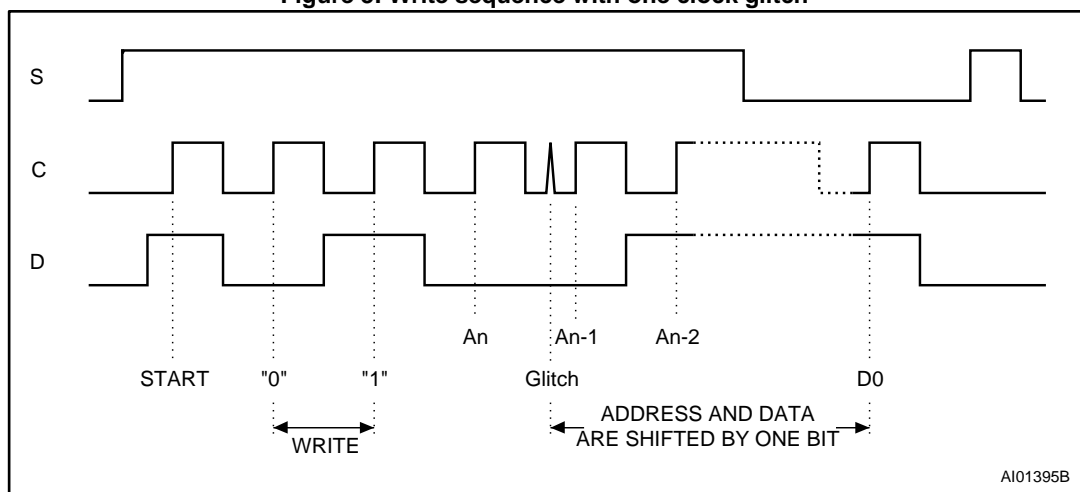 Figure 5. Write sequence with one clock glitch
S
C
D
An
An-1
An-2
START
"0"
"1"
Glitch
D0
WRITE
ADDRESS AND DATA
ARE SHIFTED BY ONE BIT
AI01395B